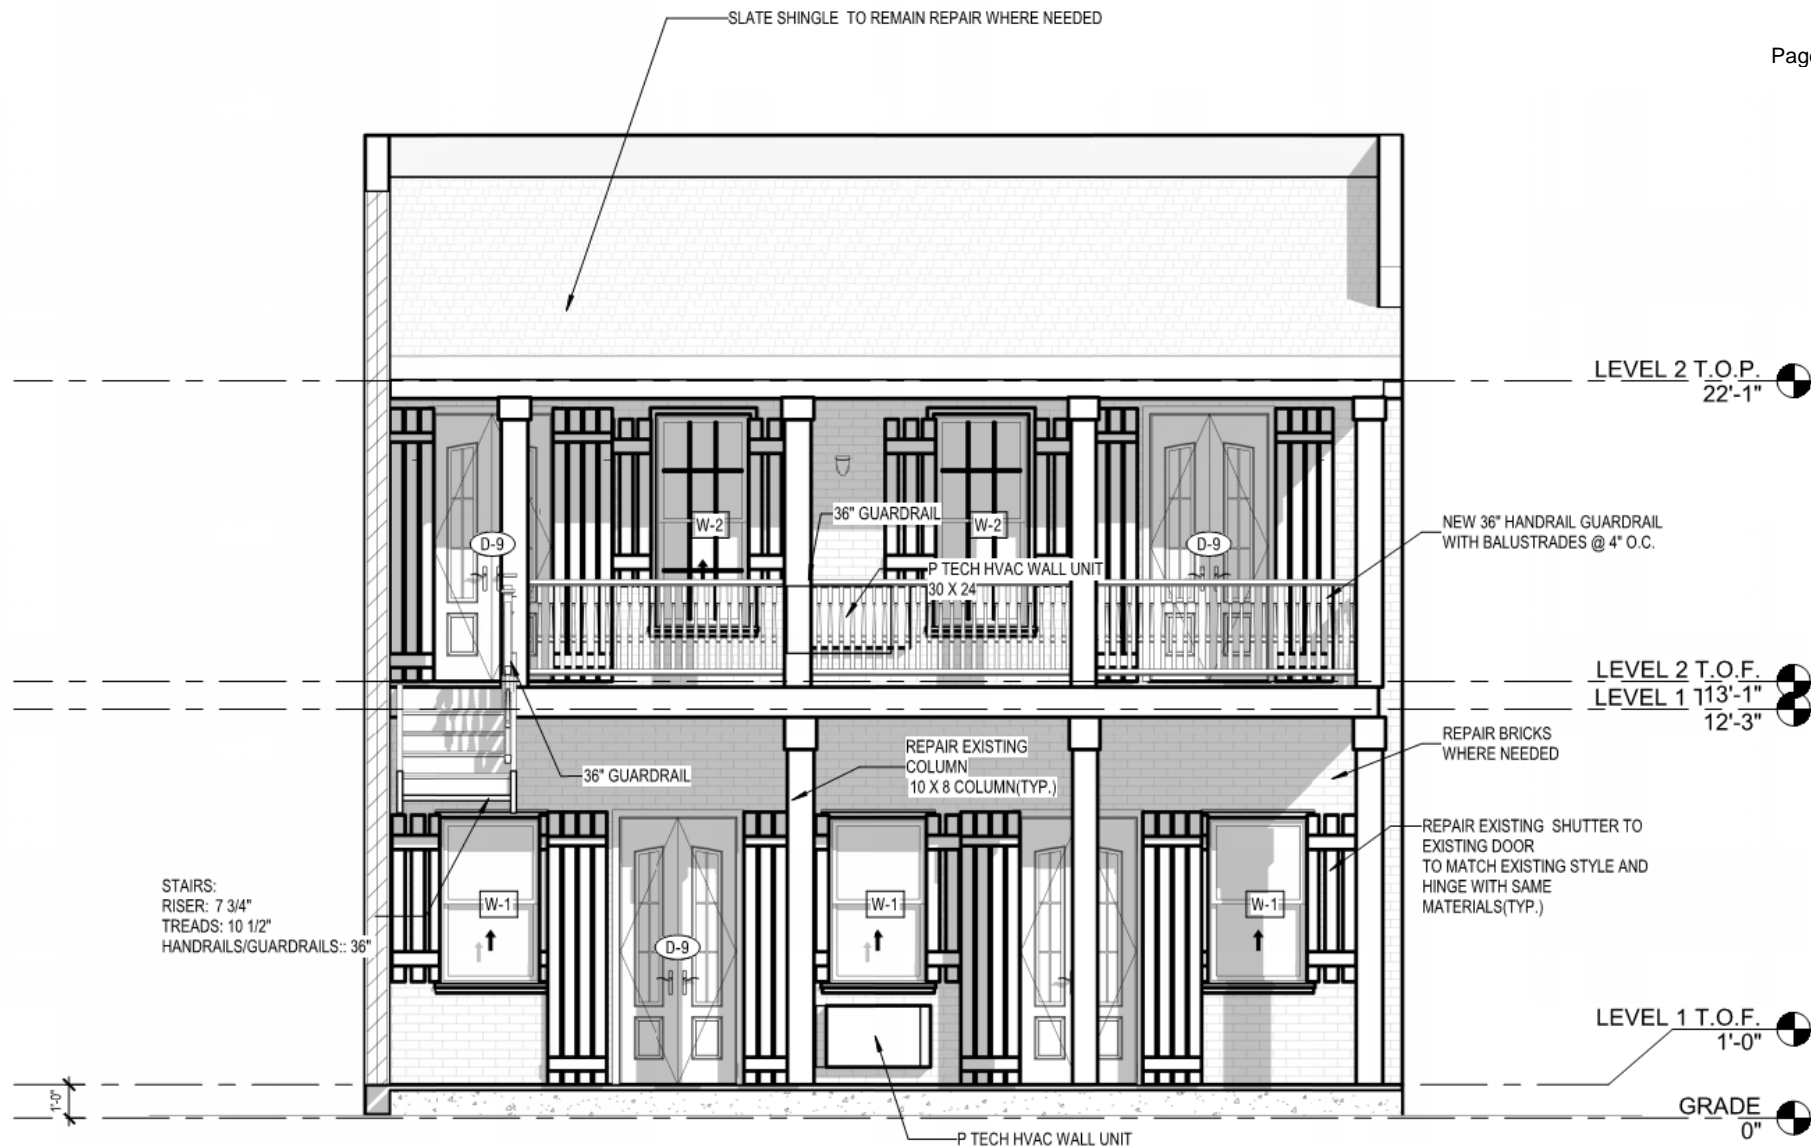 SLATE SHINGLE TO REMAIN REPAIR WHERE NEEDED
Page
LEVEL 2 T.O.P.
22'-1"
36" GUARDRAIL
W-2
W-2
D-9
D-9
NEW 36" HANDRAIL GUARDRAIL
WITH BALUSTRADES @ 4" O.C.
P TECH HVAC WALL UNIT
30 X 24
LEVEL 2 T.O.F.
13'-1"
LEVEL 1
12'-3"
REPAIR BRICKS
WHERE NEEDED
REPAIR EXISTING
COLUMN
10 X 8 COLUMN(TYP.)
36" GUARDRAIL
REPAIR EXISTING SHUTTER TO
EXISTING DOOR
TO MATCH EXISTING STYLE AND
HINGE WITH SAME
MATERIALS(TYP.)
STAIRS:
RISER: 7 3/4"
TREADS: 10 1/2"
HANDRAILS/GUARDRAILS:: 36"
W-1
W-1
W-1
D-9
LEVEL 1 T.O.F.
1'-0"
1'-0"
GRADE
0"
P TECH HVAC WALL UNIT